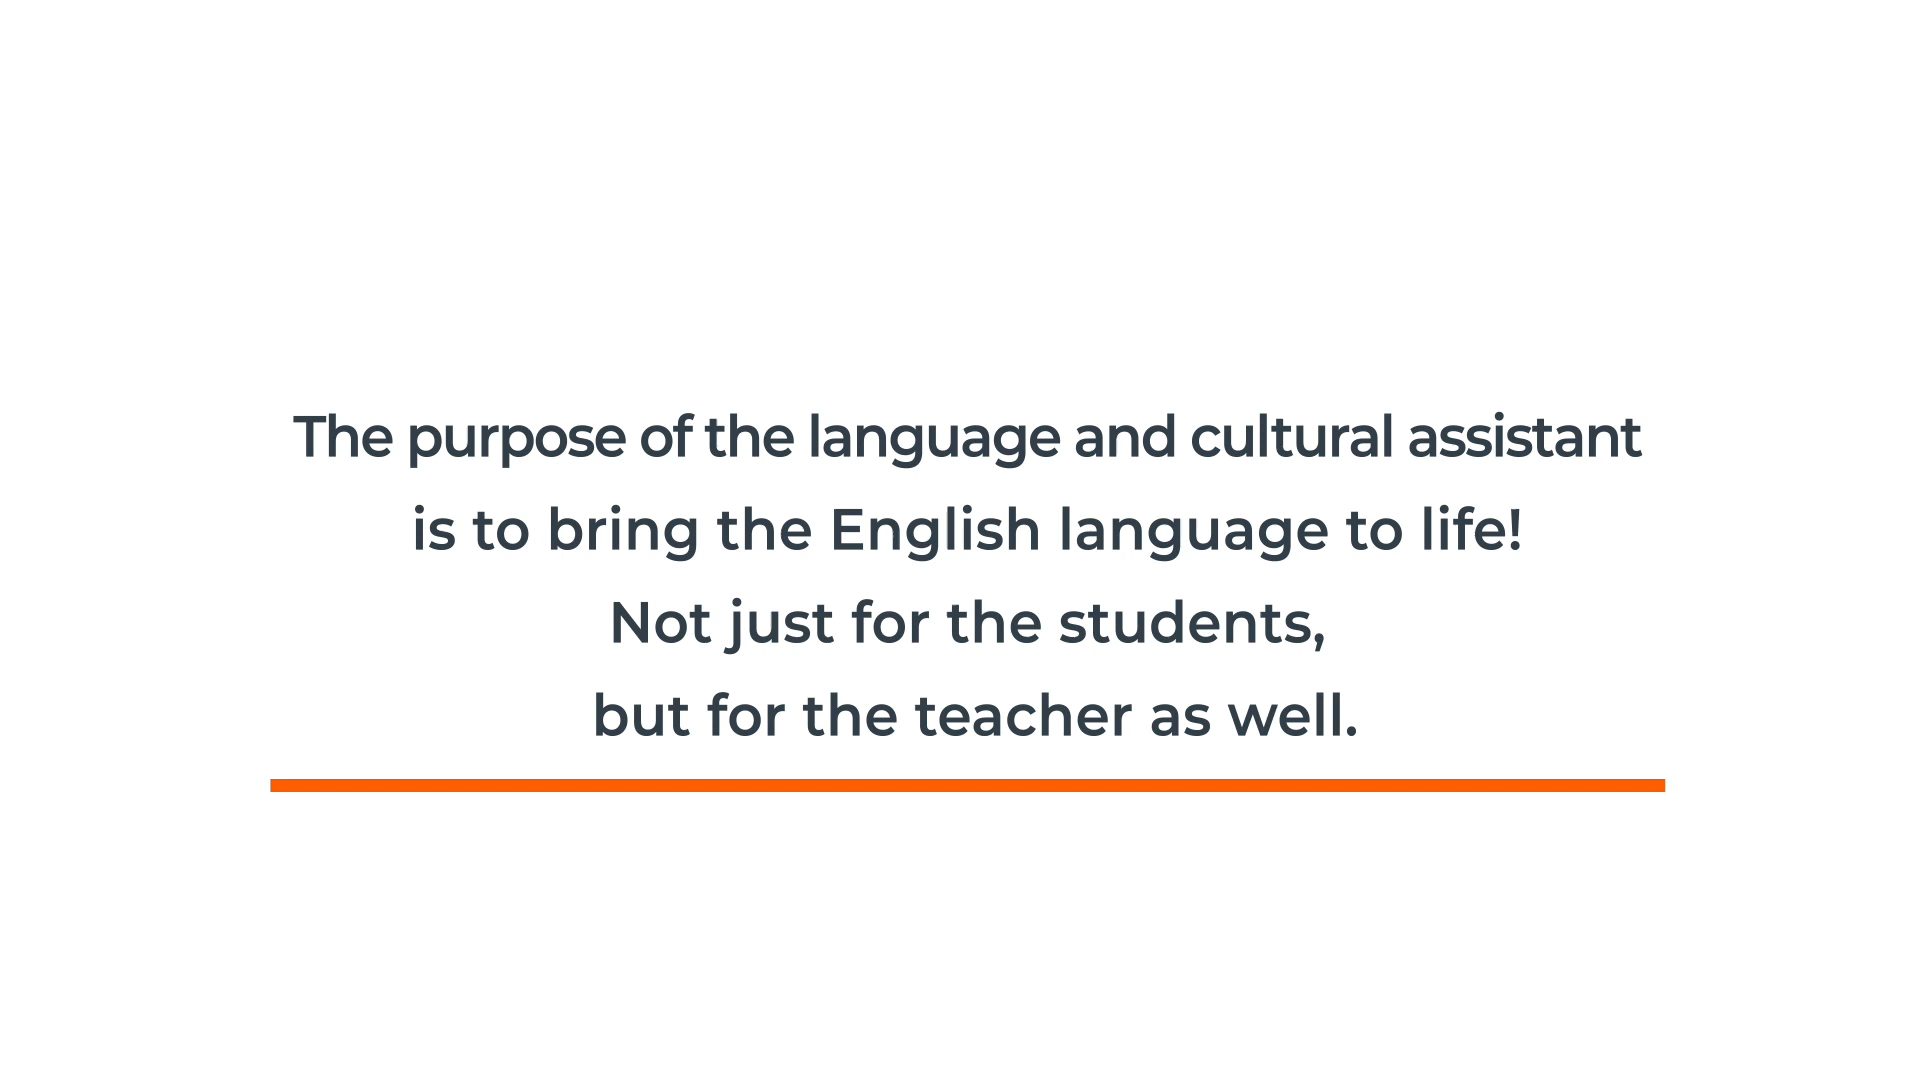 The purpose of the language and cultural assistant
is to bring the English language to life!
Not just for the students,
but for the teacher as well.